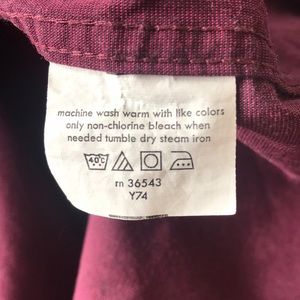 machine wash warm with like colors
only non-chlorine bleach when
needed tumble dry steam iron
40°C
rn 36543
Y74